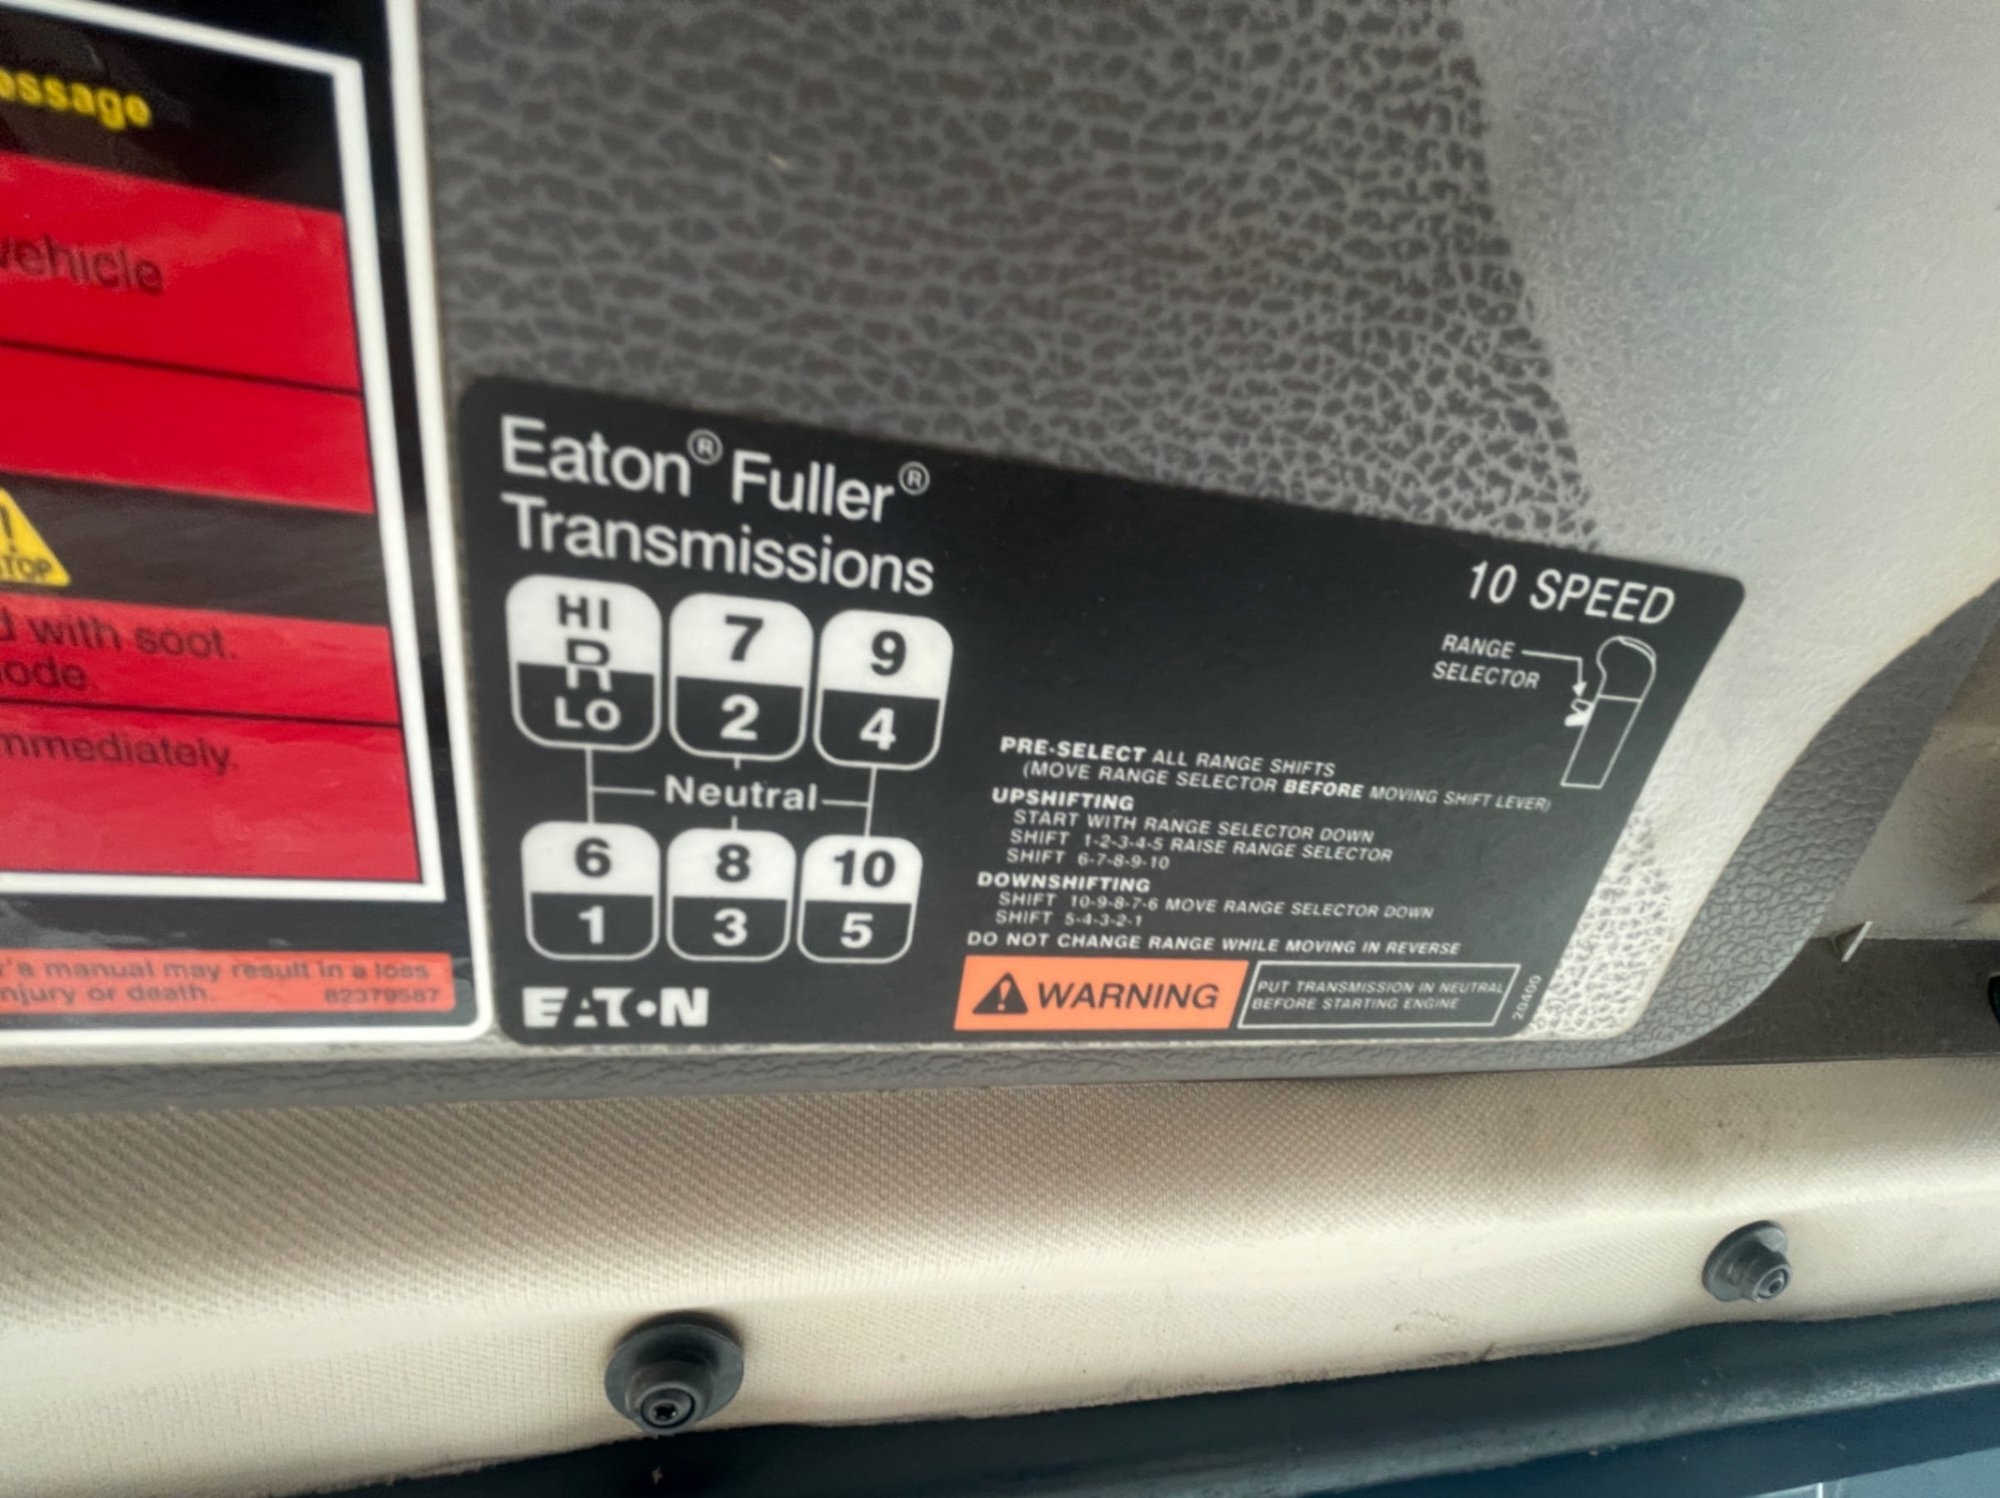 essage
vehicle
STOP
d with soot.
ode.
mmediately.
r's manual may result in a loss
njury or death. 82379587
Eaton® Fuller®
Transmissions
HI 7 9
R
LO 2 4
Neutral
6 8 10
1 3 5
EATON
10 SPEED
RANGE
SELECTOR
PRE-SELECT ALL RANGE SHIFTS
(MOVE RANGE SELECTOR BEFORE MOVING SHIFT LEVER)
UPSHIFTING
START WITH RANGE SELECTOR DOWN
SHIFT 1-2-3-4-5 RAISE RANGE SELECTOR
SHIFT 6-7-8-9-10
DOWNSHIFTING
SHIFT 10-9-8-7-6 MOVE RANGE SELECTOR DOWN
SHIFT 5-4-3-2-1
DO NOT CHANGE RANGE WHILE MOVING IN REVERSE
WARNING
PUT TRANSMISSION IN NEUTRAL
BEFORE STARTING ENGINE
20400